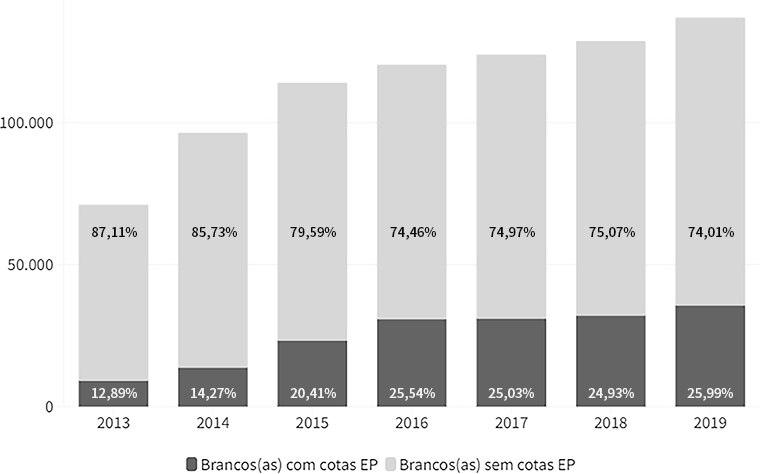 100.000
87,11% 85,73% 79,59% 74,46% 74,97% 75,07% 74,01%
50.000
12,89% 14,27% 20,41% 25,54% 25,03% 24,93% 25,99%
0
2013 2014 2015 2016 2017 2018 2019
Brancos(as) com cotas EP Brancos(as) sem cotas EP